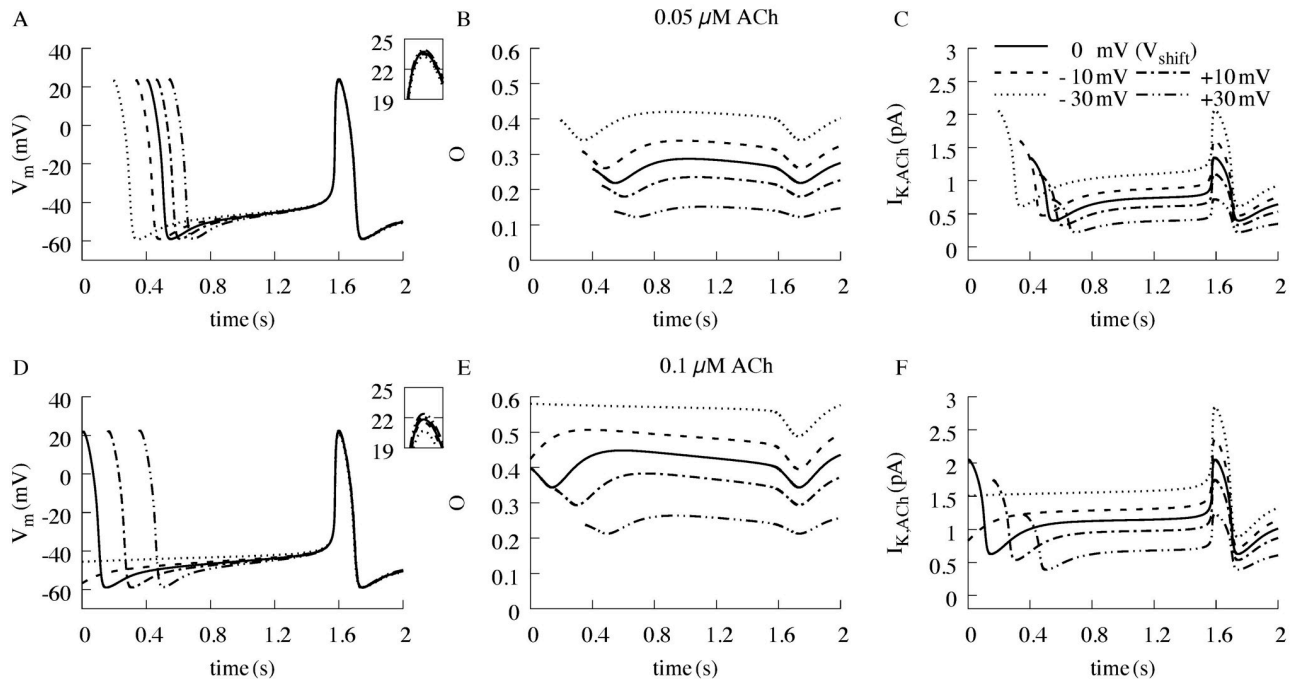 A
B
0.05 µM ACh
C
V_m (mV)
40
20
0
-20
-40
-60
0 0.4 0.8 1.2 1.6 2
time (s)
25
22
19
O
0.6
0.5
0.4
0.3
0.2
0.1
0
0 0.4 0.8 1.2 1.6 2
time (s)
I_K,ACh (pA)
3
2.5
2
1.5
1
0.5
0
0 mV (V_shift)
- 10 mV +10 mV
- 30 mV +30 mV
0 0.4 0.8 1.2 1.6 2
time (s)
D
E
0.1 µM ACh
F
V_m (mV)
40
20
0
-20
-40
-60
0 0.4 0.8 1.2 1.6 2
time (s)
25
22
19
O
0.6
0.5
0.4
0.3
0.2
0.1
0
0 0.4 0.8 1.2 1.6 2
time (s)
I_K,ACh (pA)
3
2.5
2
1.5
1
0.5
0
0 0.4 0.8 1.2 1.6 2
time (s)